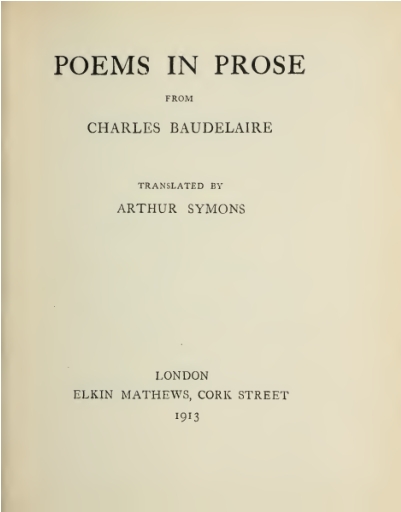 POEMS IN PROSE
FROM
CHARLES BAUDELAIRE
TRANSLATED BY
ARTHUR SYMONS
LONDON
ELKIN MATHEWS, CORK STREET
1913